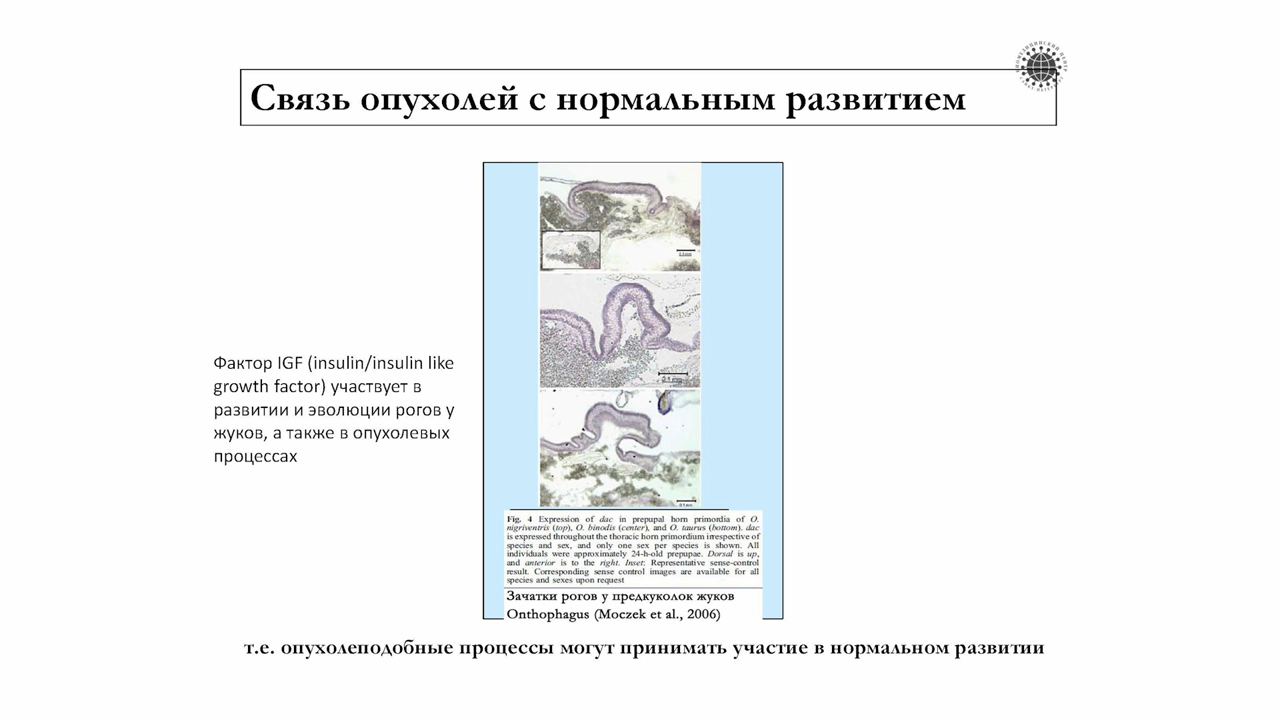 Связь опухолей с нормальным развитием
Фактор IGF (insulin/insulin like
growth factor) участвует в
развитии и эволюции рогов у
жуков, а также в опухолевых
процессах
Fig. 4 Expression of dac in prepupal horn primordia of O.
nigriventris (top), O. binodis (center), and O. taurus (bottom). dac
is expressed throughout the thoracic horn primordium irrespective of
species and sex, and only one sex per species is shown. All
individuals were approximately 24-h-old prepupae. Dorsal is up,
and anterior is to the right. Inset: Representative sense-control
result. Corresponding sense control images are available for all
species and sexes upon request
Зачатки рогов у предкуколок жуков
Onthophagus (Moczek et al., 2006)
т.е. опухолеподобные процессы могут принимать участие в нормальном развитии